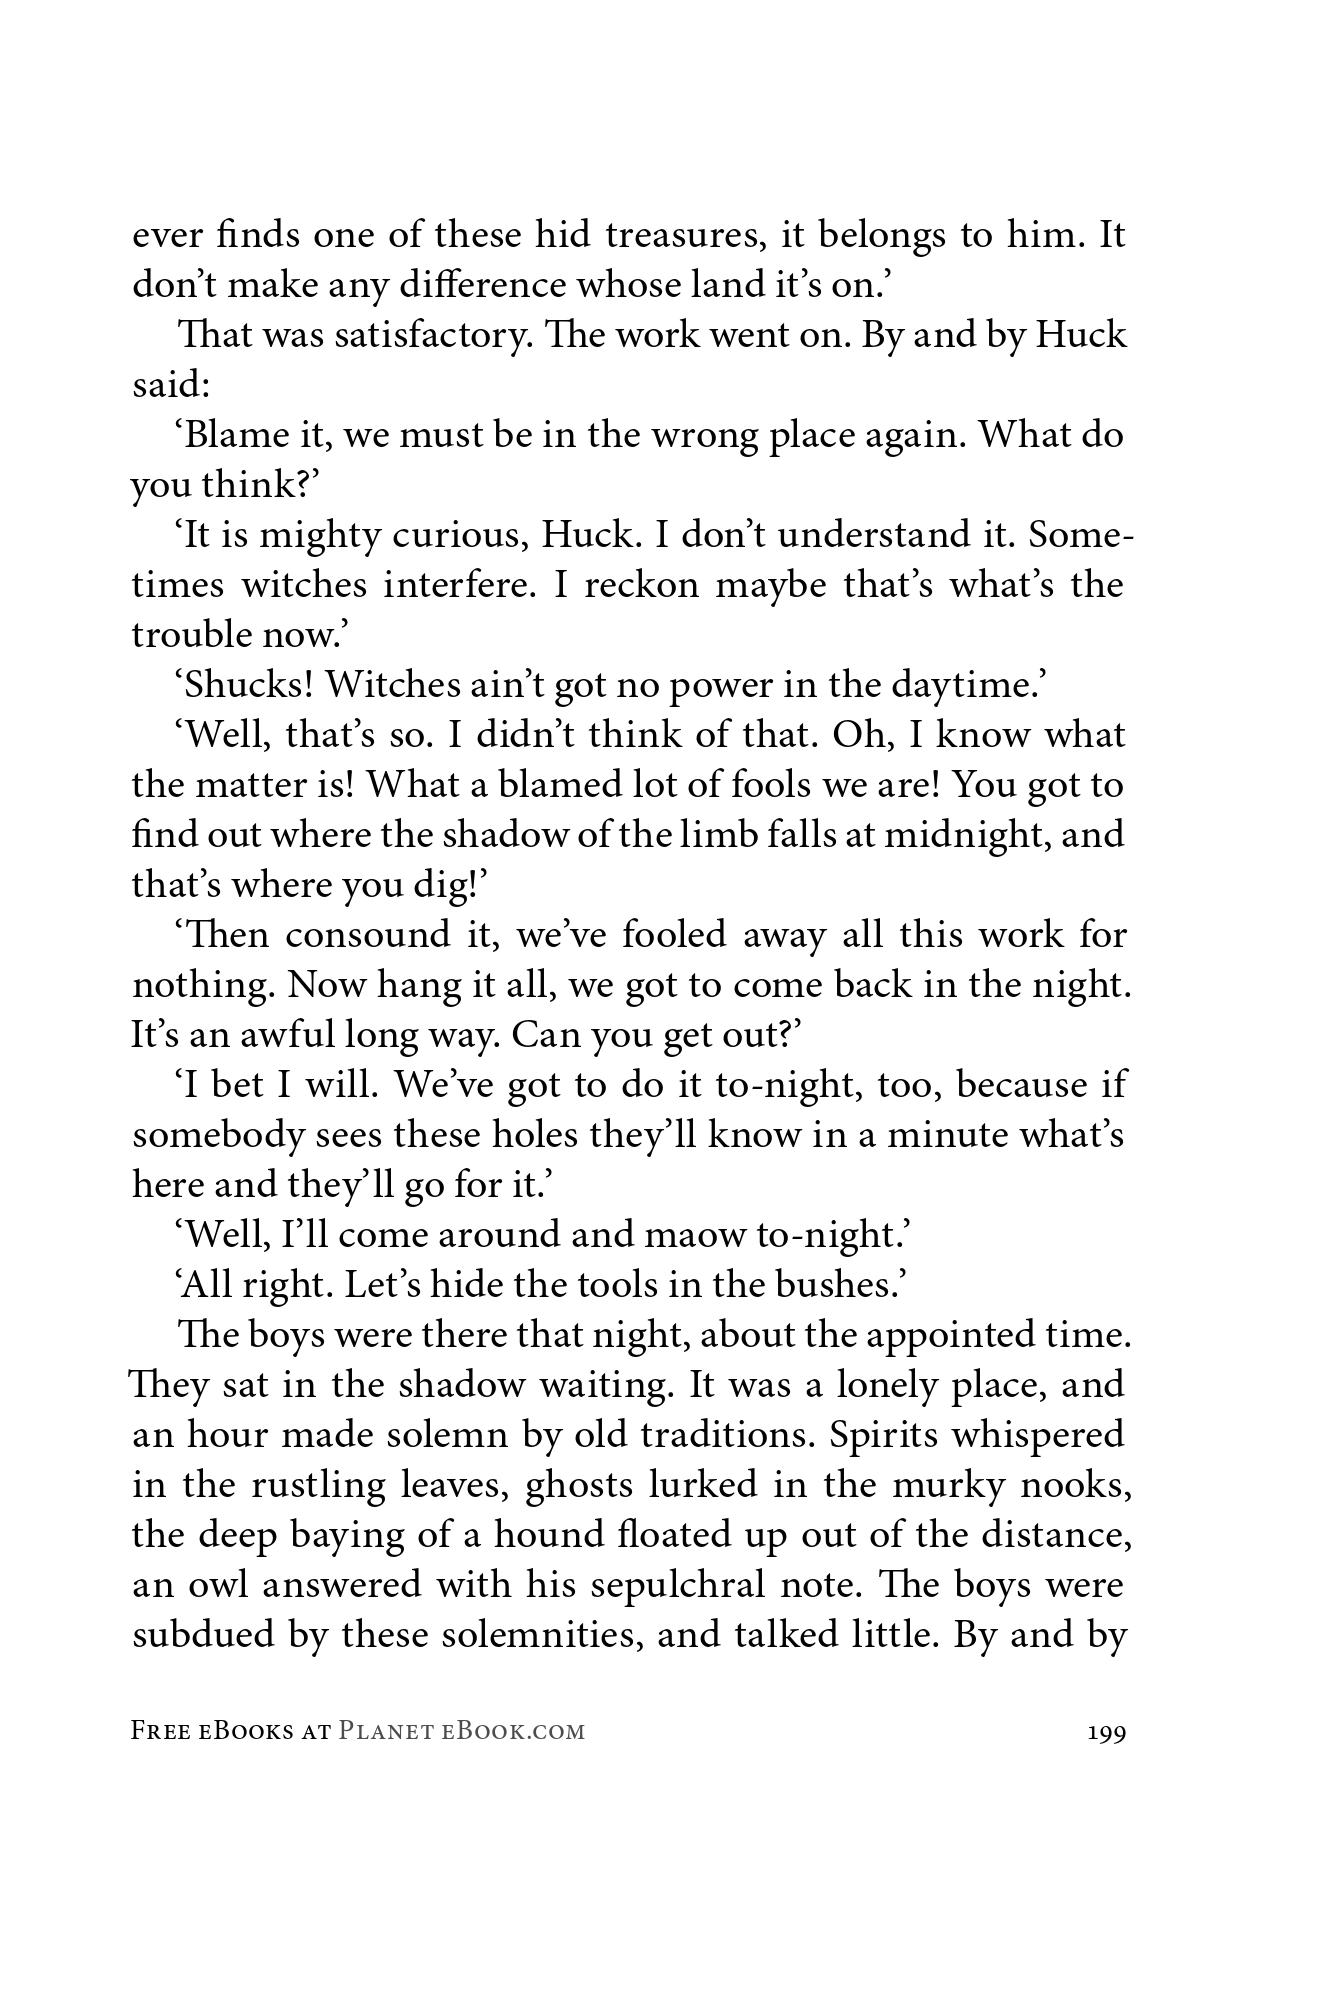 ever finds one of these hid treasures, it belongs to him. It
don’t make any difference whose land it’s on.’
That was satisfactory. The work went on. By and by Huck
said:
‘Blame it, we must be in the wrong place again. What do
you think?’
‘It is mighty curious, Huck. I don’t understand it. Some-
times witches interfere. I reckon maybe that’s what’s the
trouble now.’
‘Shucks! Witches ain’t got no power in the daytime.’
‘Well, that’s so. I didn’t think of that. Oh, I know what
the matter is! What a blamed lot of fools we are! You got to
find out where the shadow of the limb falls at midnight, and
that’s where you dig!’
‘Then consound it, we’ve fooled away all this work for
nothing. Now hang it all, we got to come back in the night.
It’s an awful long way. Can you get out?’
‘I bet I will. We’ve got to do it to-night, too, because if
somebody sees these holes they’ll know in a minute what’s
here and they’ll go for it.’
‘Well, I’ll come around and maow to-night.’
‘All right. Let’s hide the tools in the bushes.’
The boys were there that night, about the appointed time.
They sat in the shadow waiting. It was a lonely place, and
an hour made solemn by old traditions. Spirits whispered
in the rustling leaves, ghosts lurked in the murky nooks,
the deep baying of a hound floated up out of the distance,
an owl answered with his sepulchral note. The boys were
subdued by these solemnities, and talked little. By and by
Free eBooks at Planet eBook.com 199